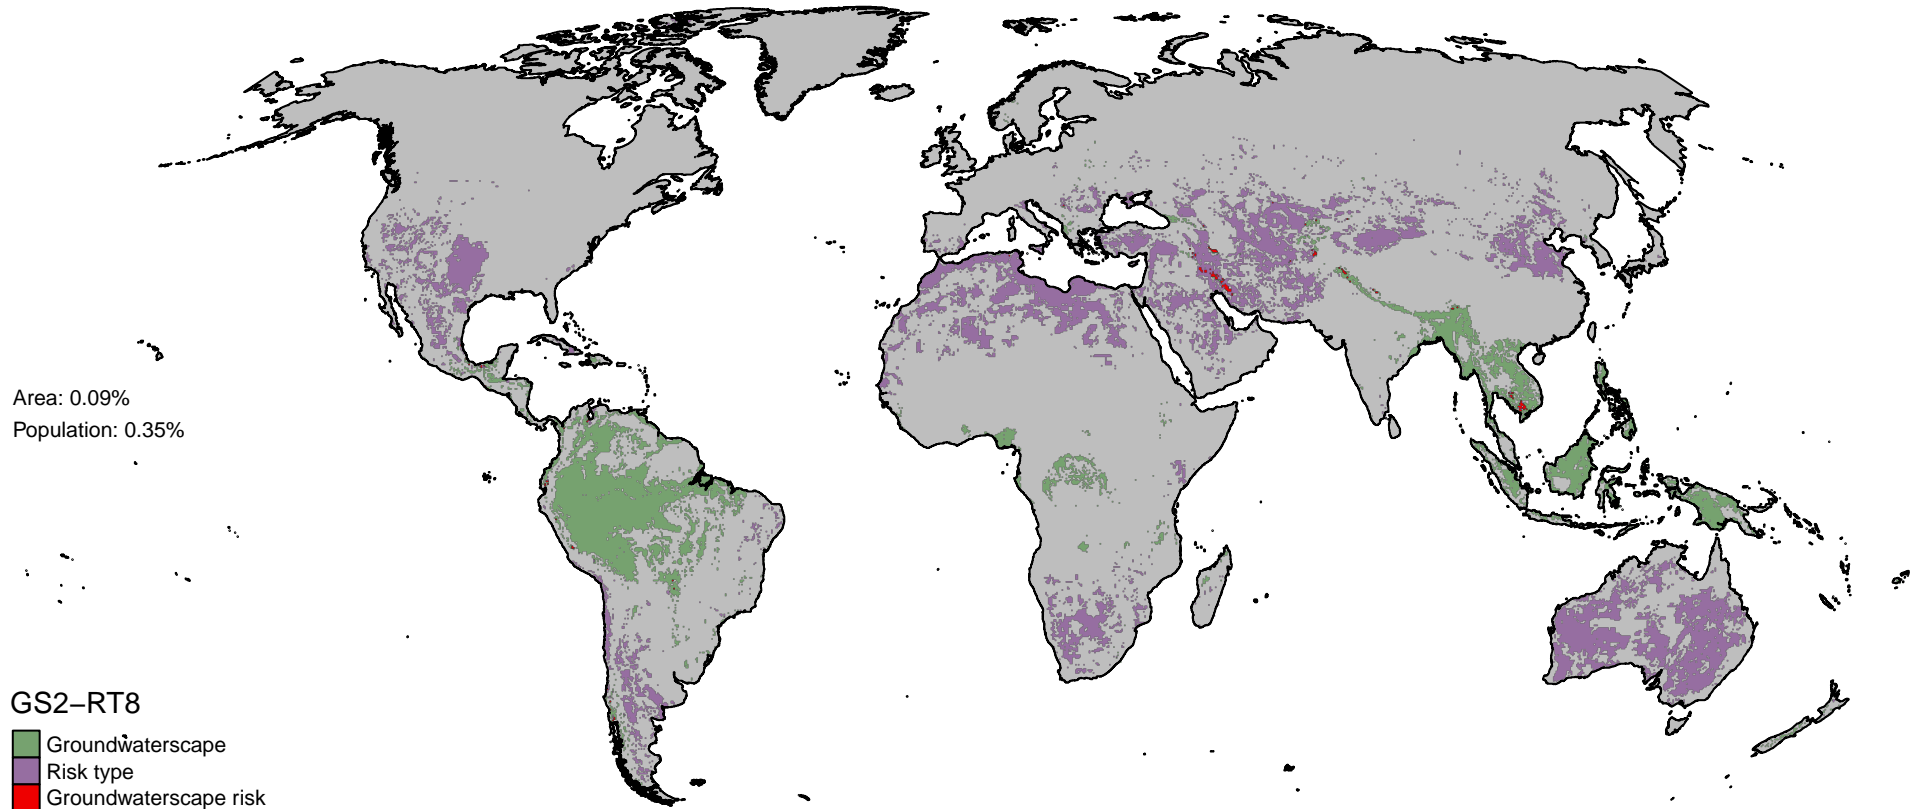 Area: 0.09%
Population: 0.35%
GS2−RT8
Groundwaterscape
Risk type
Groundwaterscape risk